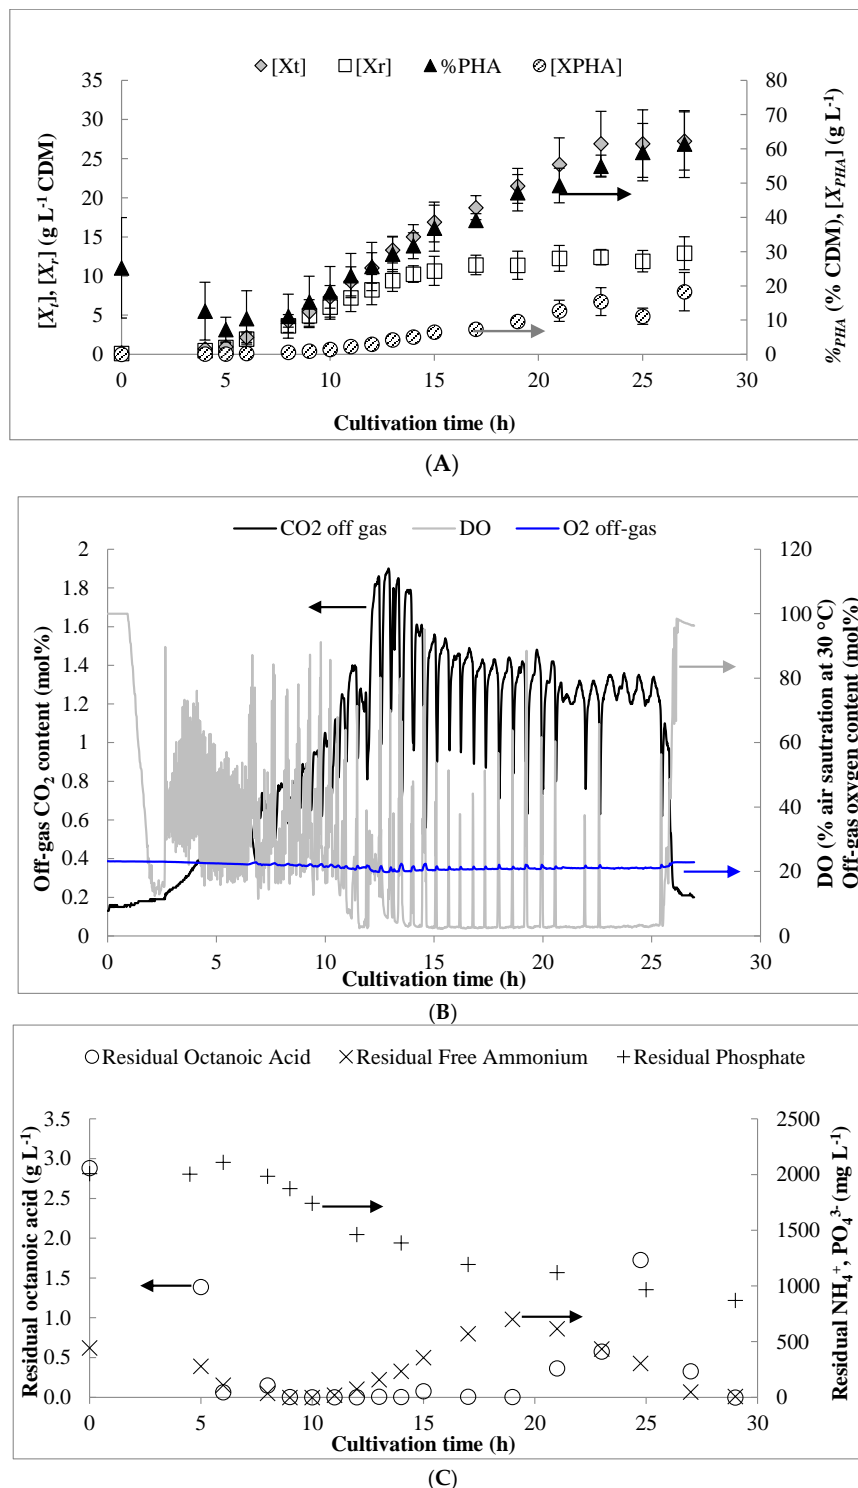 [Xt] [Xr] %PHA [XPHA]
35 80
30 70
25 60
20 50
15 40
10 30
5 20
0 10
0
[Xt], [Xr] (g L-1 CDM)
%PHA (% CDM), [XPHA] (g L-1)
0 5 10 15 20 25 30
Cultivation time (h)
(A)
CO2 off gas DO O2 off-gas
2 120
1.8 100
1.6 80
1.4 60
1.2 40
1 20
0.8 0
0.6
0.4
0.2
0
Off-gas CO2 content (mol%)
DO (% air sautration at 30 °C)
Off-gas oxygen content (mol%)
0 5 10 15 20 25 30
Cultivation time (h)
(B)
Residual Octanoic Acid Residual Free Ammonium Residual Phosphate
3.5 2500
3.0 2000
2.5 1500
2.0 1000
1.5 500
1.0 0
0.5
0.0
Residual octanoic acid (g L-1)
Residual NH4+, PO43- (mg L-1)
0 5 10 15 20 25 30
Cultivation time (h)
(C)